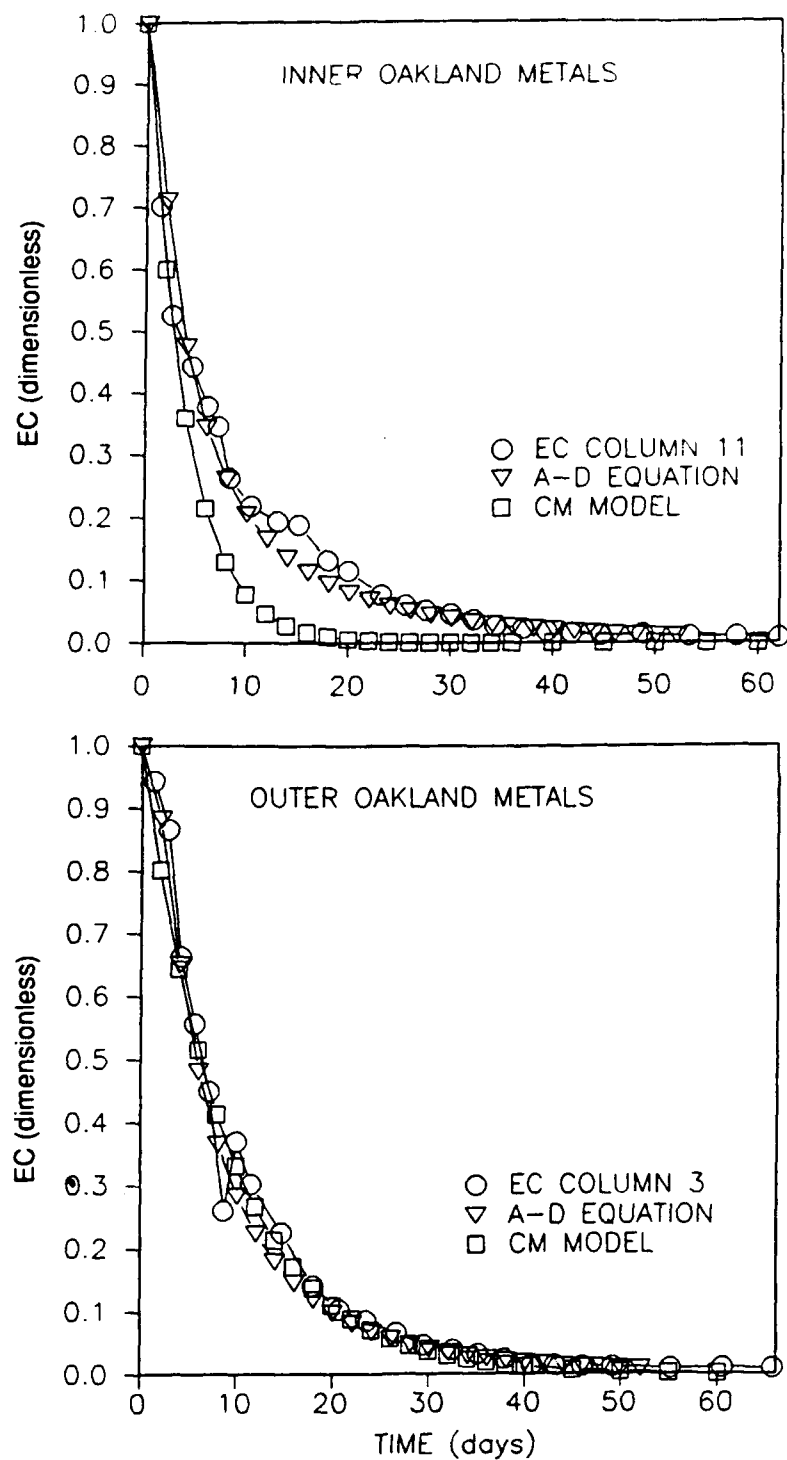 INNER OAKLAND METALS
1.0
0.9
0.8
0.7
0.6
0.5
0.4
0.3
0.2
0.1
0.0
EC (dimensionless)
EC COLUMN 11
A-D EQUATION
CM MODEL
0 10 20 30 40 50 60
OUTER OAKLAND METALS
1.0
0.9
0.8
0.7
0.6
0.5
0.4
0.3
0.2
0.1
0.0
EC (dimensionless)
EC COLUMN 3
A-D EQUATION
CM MODEL
0 10 20 30 40 50 60
TIME (days)